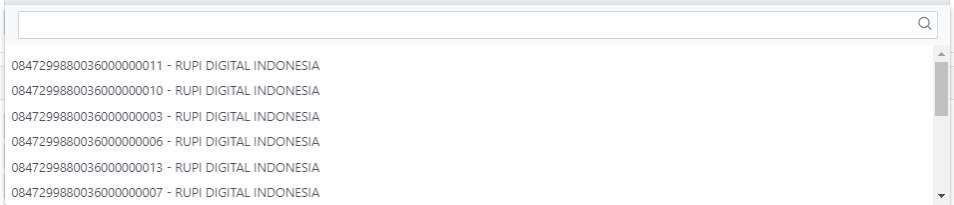 0847299880036000000011 - RUPI DIGITAL INDONESIA
0847299880036000000010 - RUPI DIGITAL INDONESIA
0847299880036000000003 - RUPI DIGITAL INDONESIA
0847299880036000000006 - RUPI DIGITAL INDONESIA
0847299880036000000013 - RUPI DIGITAL INDONESIA
0847299880036000000007 - RUPI DIGITAL INDONESIA